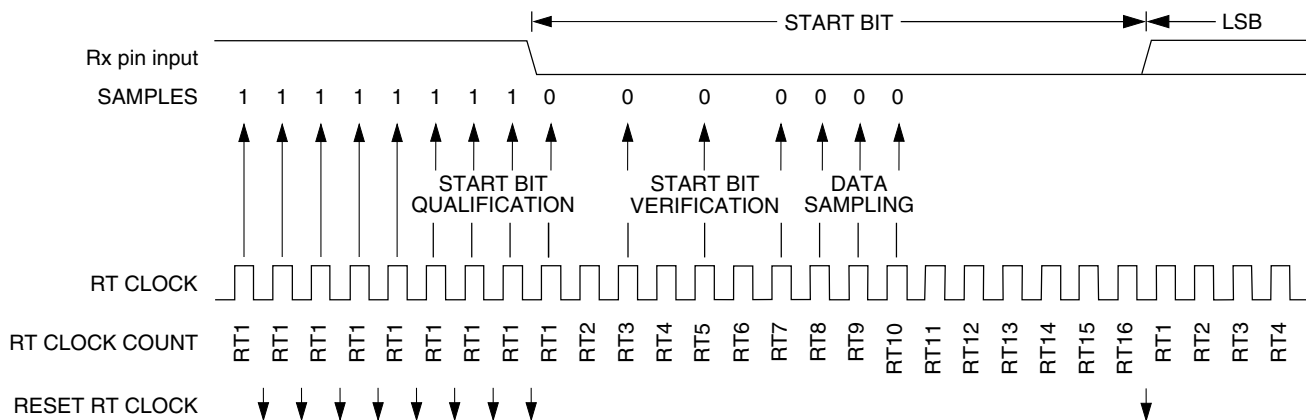 START BIT LSB
Rx pin input
SAMPLES 1 1 1 1 1 1 1 1 0 0 0 0 0 0 0
START BIT QUALIFICATION START BIT VERIFICATION DATA SAMPLING
RT CLOCK
RT CLOCK COUNT RT1 RT1 RT1 RT1 RT1 RT1 RT1 RT1 RT1 RT2 RT3 RT4 RT5 RT6 RT7 RT8 RT9 RT10 RT11 RT12 RT13 RT14 RT15 RT16 RT1 RT2 RT3 RT4
RESET RT CLOCK